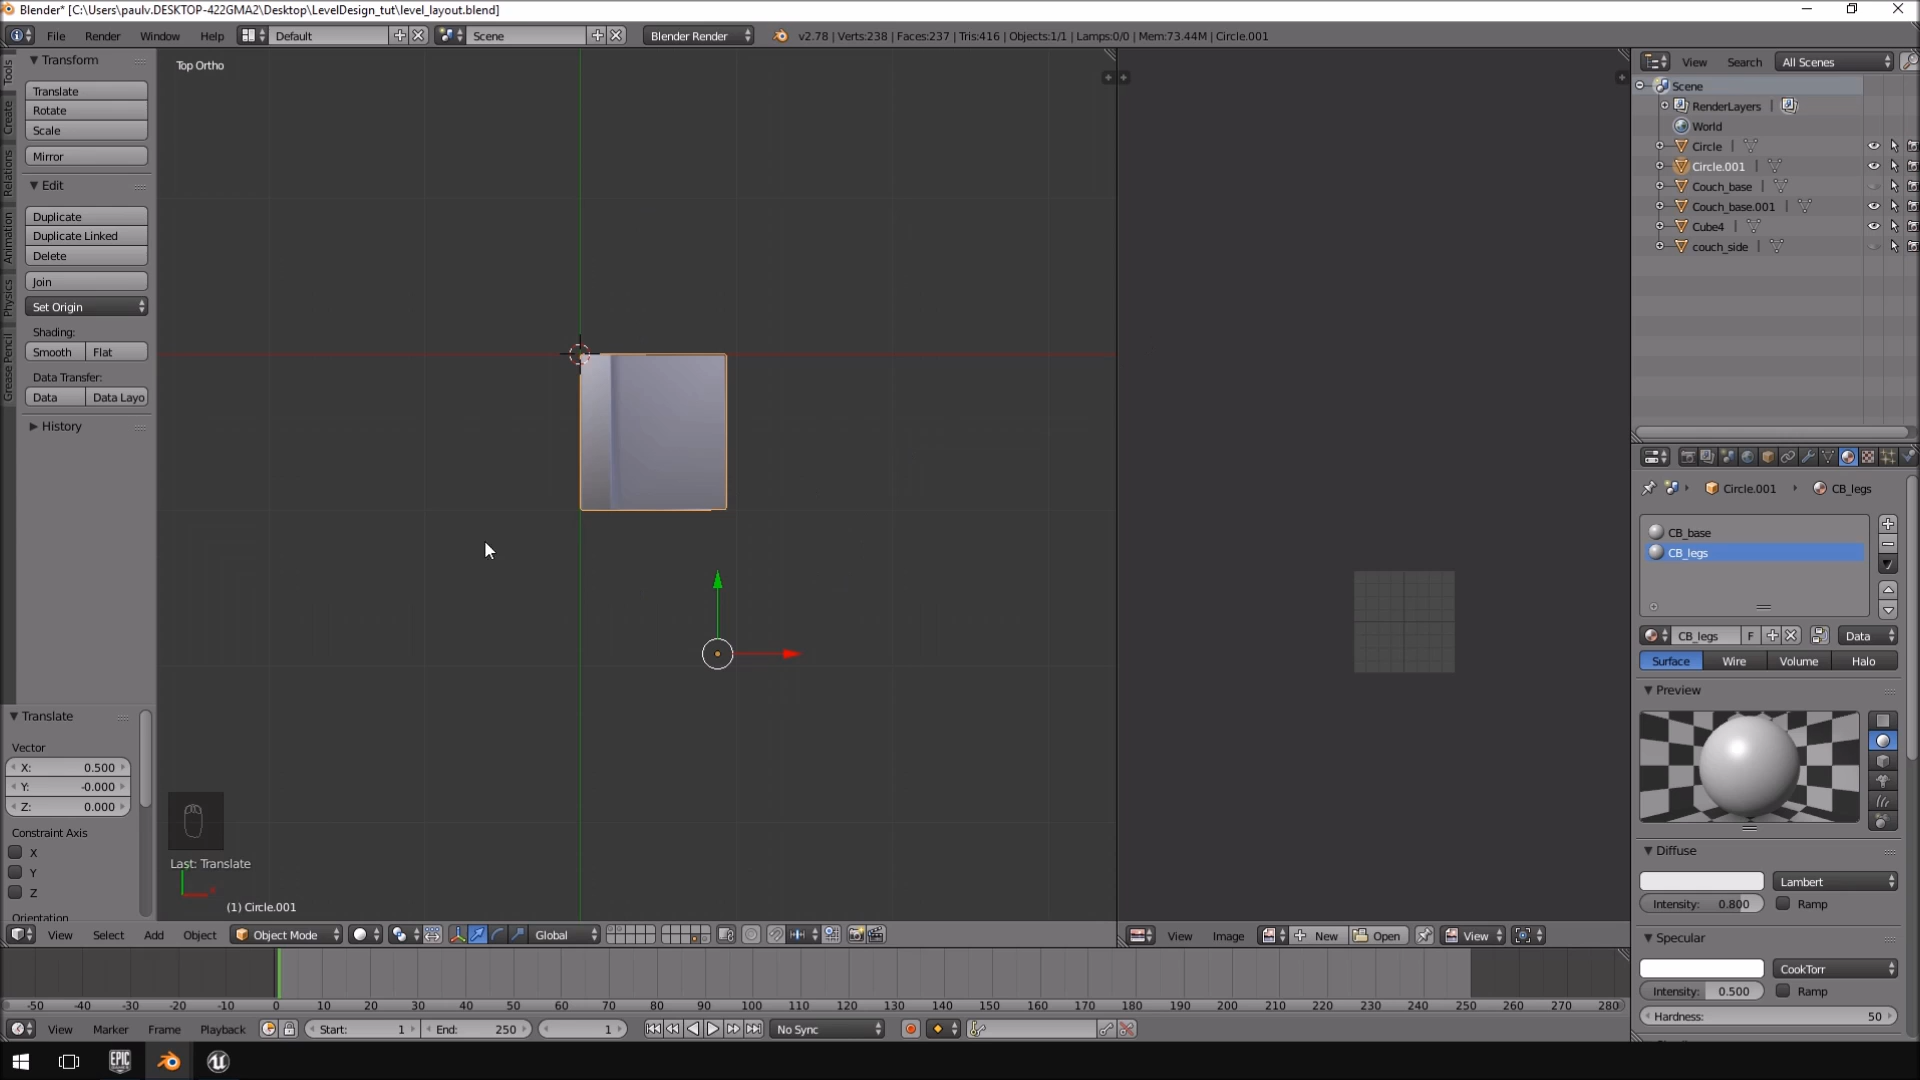 Blender* [C:\Users\paulv.DESKTOP-422GMA2\Desktop\LevelDesign_tut\level_layout.blend]
File Render Window Help Default Scene Blender Render v2.78 | Verts:238 | Faces:237 | Tris:416 | Objects:1/1 | Lamps:0/0 | Mem:73.44M | Circle.001
Tools
Create
Relations
Animation
Physics
Grease Pencil
Transform
Translate
Rotate
Scale
Mirror
Edit
Duplicate
Duplicate Linked
Delete
Join
Set Origin
Shading:
Smooth Flat
Data Transfer:
Data Data Layo
History
Translate
Vector
X: 0.500
Y: -0.000
Z: 0.000
Constraint Axis
X
Y
Z
Orientation
Top Ortho
Last: Translate
(1) Circle.001
View Select Add Object Object Mode Global
View Image New Open View
View Search All Scenes
Scene
RenderLayers |
World
Circle |
Circle.001 |
Couch_base |
Couch_base.001 |
Cube4 |
couch_side |
Circle.001 CB_legs
CB_base
CB_legs
CB_legs F Data
Surface Wire Volume Halo
Preview
Diffuse
Lambert
Intensity: 0.800 Ramp
Specular
CookTorr
Intensity: 0.500 Ramp
Hardness: 50
-50 -40 -30 -20 -10 0 10 20 30 40 50 60 70 80 90 100 110 120 130 140 150 160 170 180 190 200 210 220 230 240 250 260 270 280
View Marker Frame Playback Start: 1 End: 250 1 No Sync
EPIC